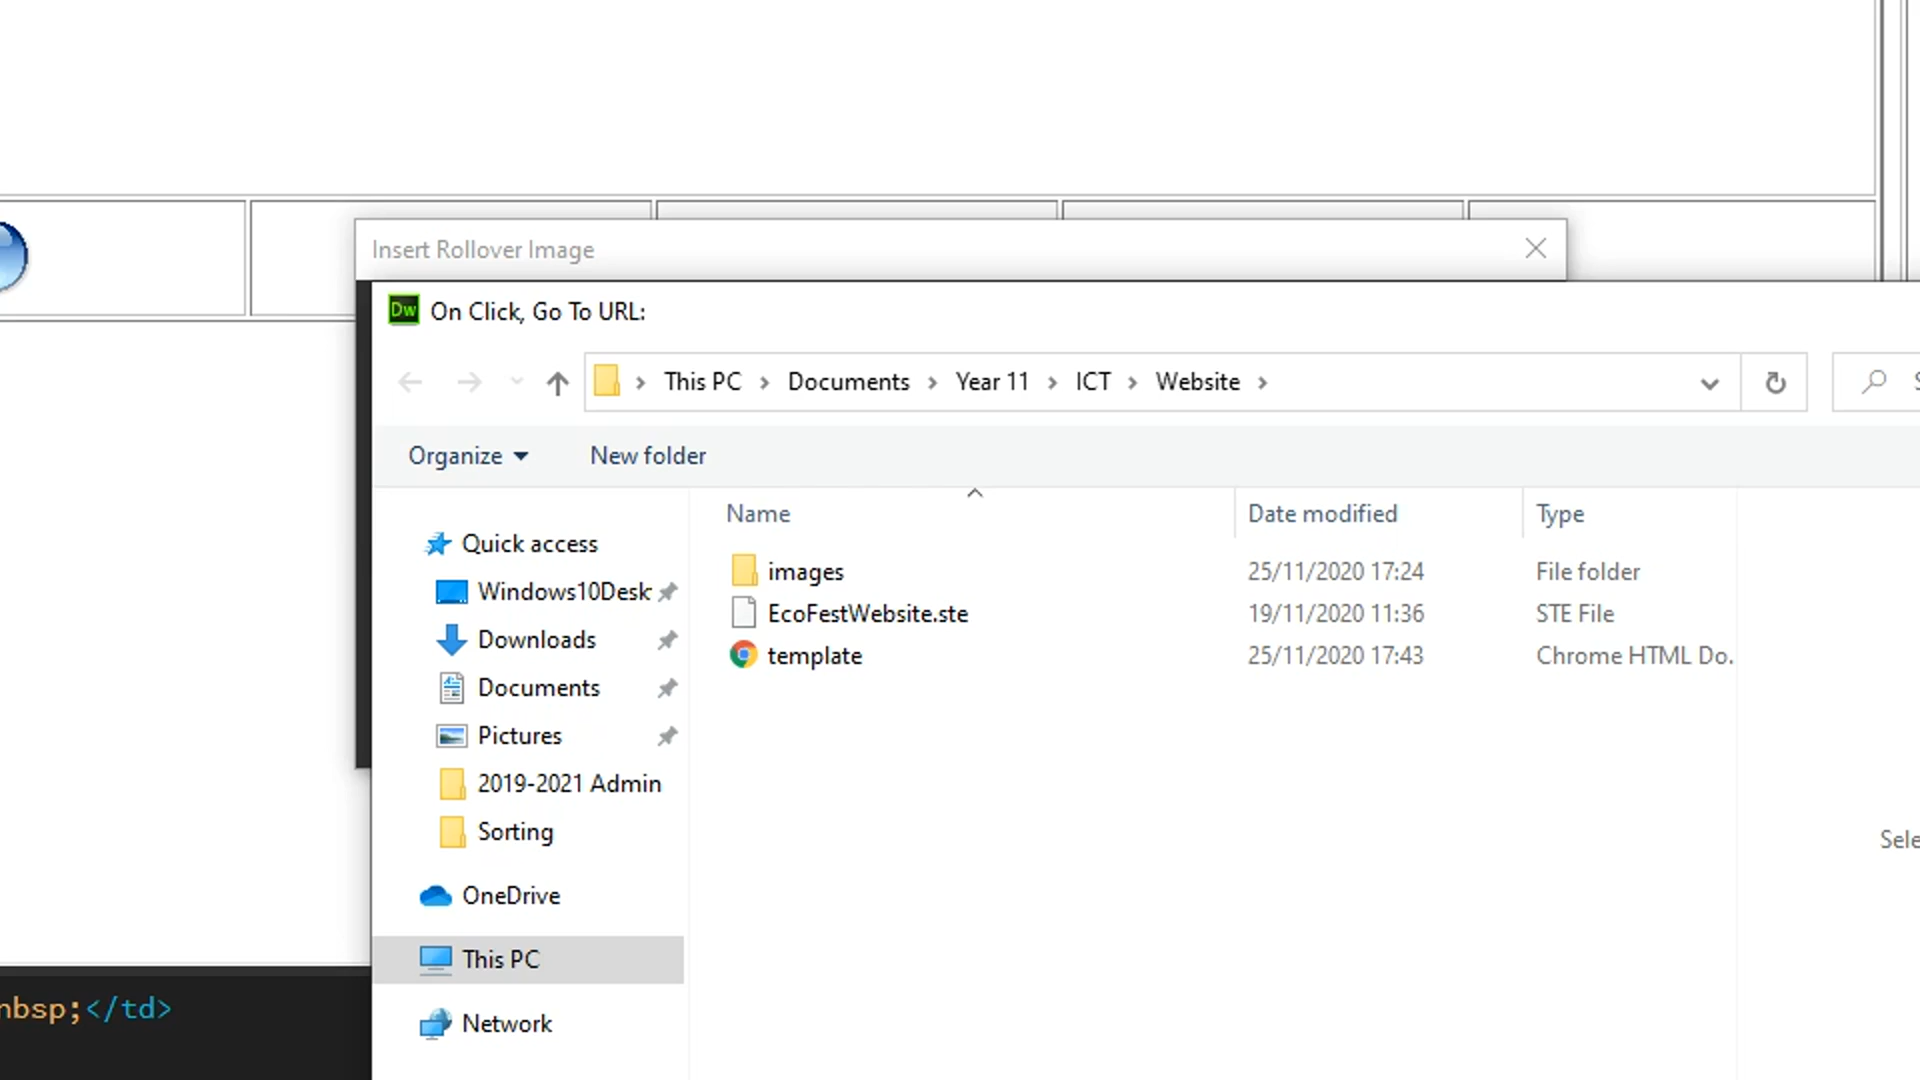 Insert Rollover Image
Dw On Click, Go To URL:
This PC Documents Year 11 ICT Website
Organize New folder
Name Date modified Type
Quick access
Windows10Desk
Downloads
Documents
Pictures
2019-2021 Admin
Sorting
OneDrive
This PC
Network
images 25/11/2020 17:24 File folder
EcoFestWebsite.ste 19/11/2020 11:36 STE File
template 25/11/2020 17:43 Chrome HTML Do.
Sele
nbsp;</td>